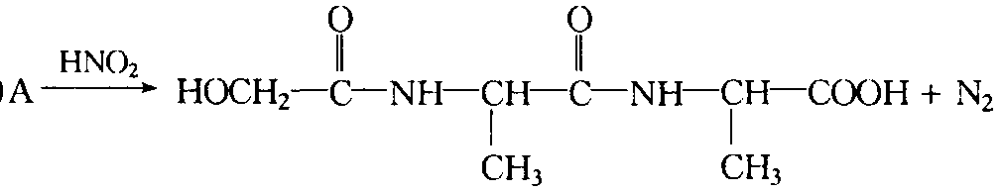 O O
)A HNO₂ HOCH₂—C—NH—CH—C—NH—CH—COOH + N₂
CH₃ CH₃